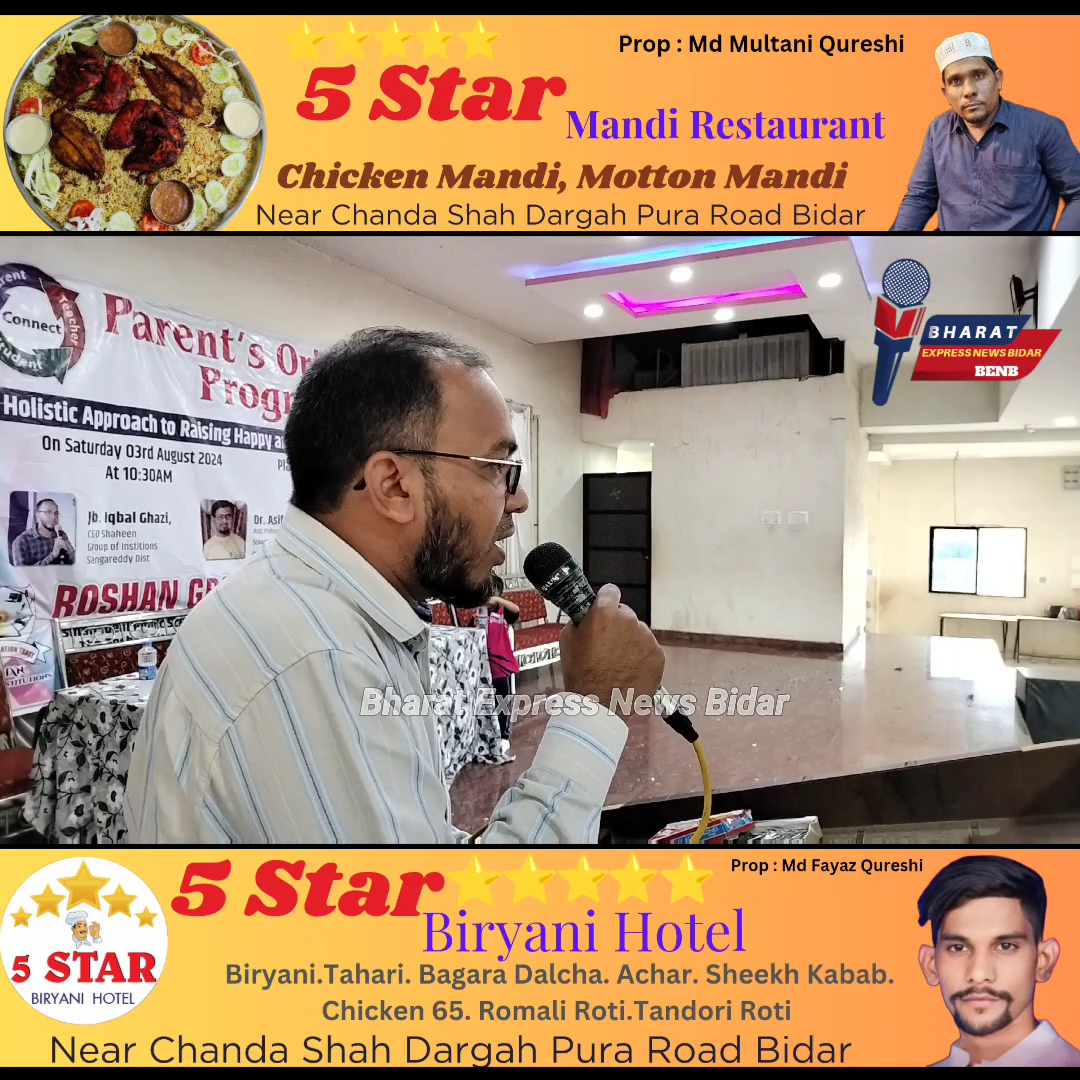 Prop : Md Multani Qureshi
5 Star
Mandi Restaurant
Chicken Mandi, Motton Mandi
Near Chanda Shah Dargah Pura Road Bidar
BHARAT
EXPRESS NEWS BIDAR
BENB
Connect
Teacher
Parent's
Holistic Approach to Raising Happy
On Saturday 03rd August 2024
At 10:30AM
Jb. Iqbal Ghazi,
CEO Shaheen
Group of Institions
Sangareddy Dist
Dr. Asif
ROSHAN
Bharat Express News Bidar
5 Star
Prop : Md Fayaz Qureshi
Biryani Hotel
5 STAR
BIRYANI HOTEL
Biryani.Tahari. Bagara Dalcha. Achar. Sheekh Kabab.
Chicken 65. Romali Roti.Tandori Roti
Near Chanda Shah Dargah Pura Road Bidar